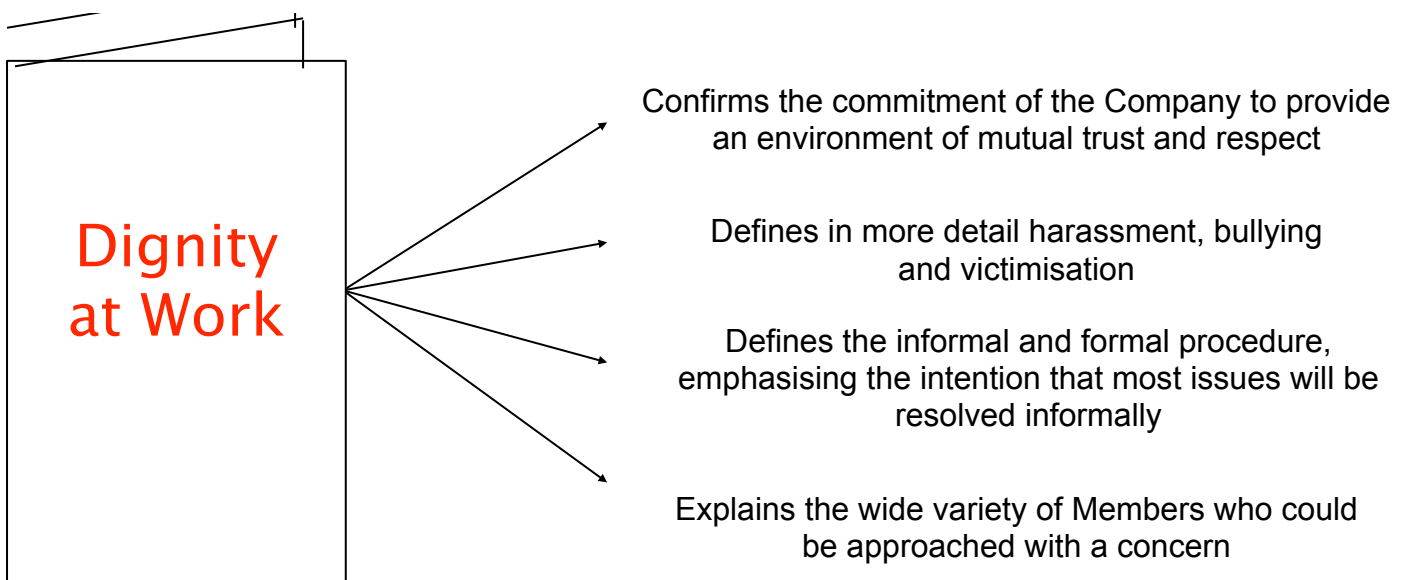 Dignity
at Work
Confirms the commitment of the Company to provide
an environment of mutual trust and respect
Defines in more detail harassment, bullying
and victimisation
Defines the informal and formal procedure,
emphasising the intention that most issues will be
resolved informally
Explains the wide variety of Members who could
be approached with a concern